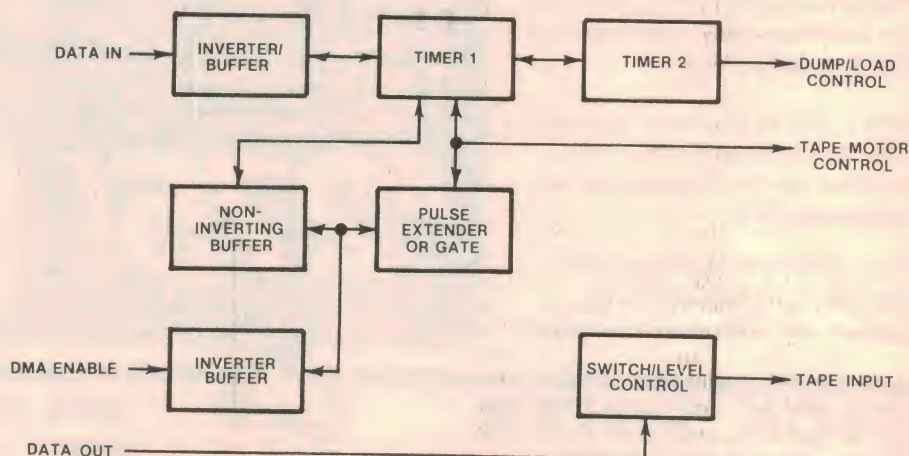 DATA IN
INVERTER/
BUFFER
TIMER 1
TIMER 2
DUMP/LOAD
CONTROL
TAPE MOTOR
CONTROL
NON-
INVERTING
BUFFER
PULSE
EXTENDER
OR GATE
DMA ENABLE
INVERTER
BUFFER
SWITCH/LEVEL
CONTROL
TAPE INPUT
DATA OUT